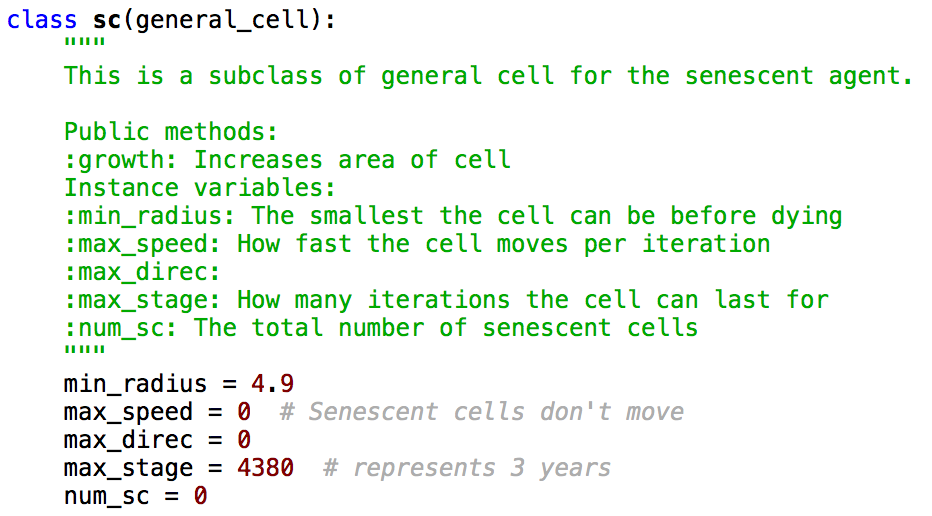 class sc(general_cell):
    """
    This is a subclass of general cell for the senescent agent.

    Public methods:
    :growth: Increases area of cell
    Instance variables:
    :min_radius: The smallest the cell can be before dying
    :max_speed: How fast the cell moves per iteration
    :max_direc:
    :max_stage: How many iterations the cell can last for
    :num_sc: The total number of senescent cells
    """
    min_radius = 4.9
    max_speed = 0  # Senescent cells don't move
    max_direc = 0
    max_stage = 4380  # represents 3 years
    num_sc = 0